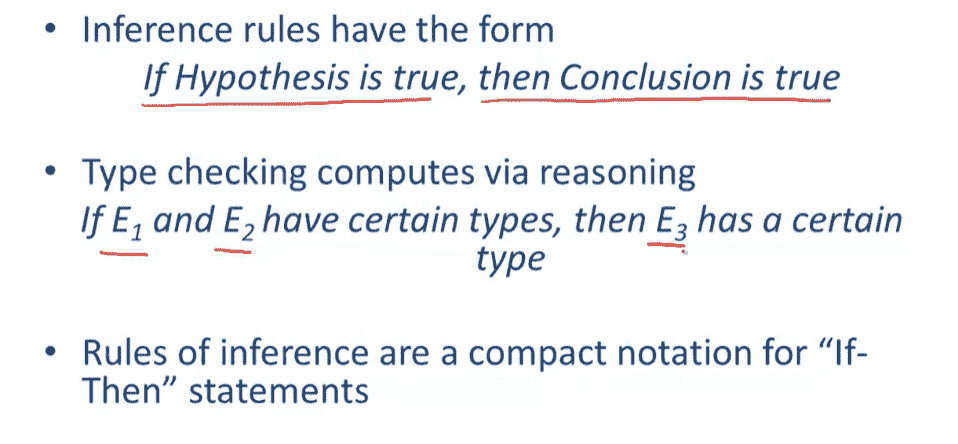 • Inference rules have the form
If Hypothesis is true, then Conclusion is true
• Type checking computes via reasoning
If E₁ and E₂ have certain types, then E₃ has a certain
type
• Rules of inference are a compact notation for “If-
Then” statements